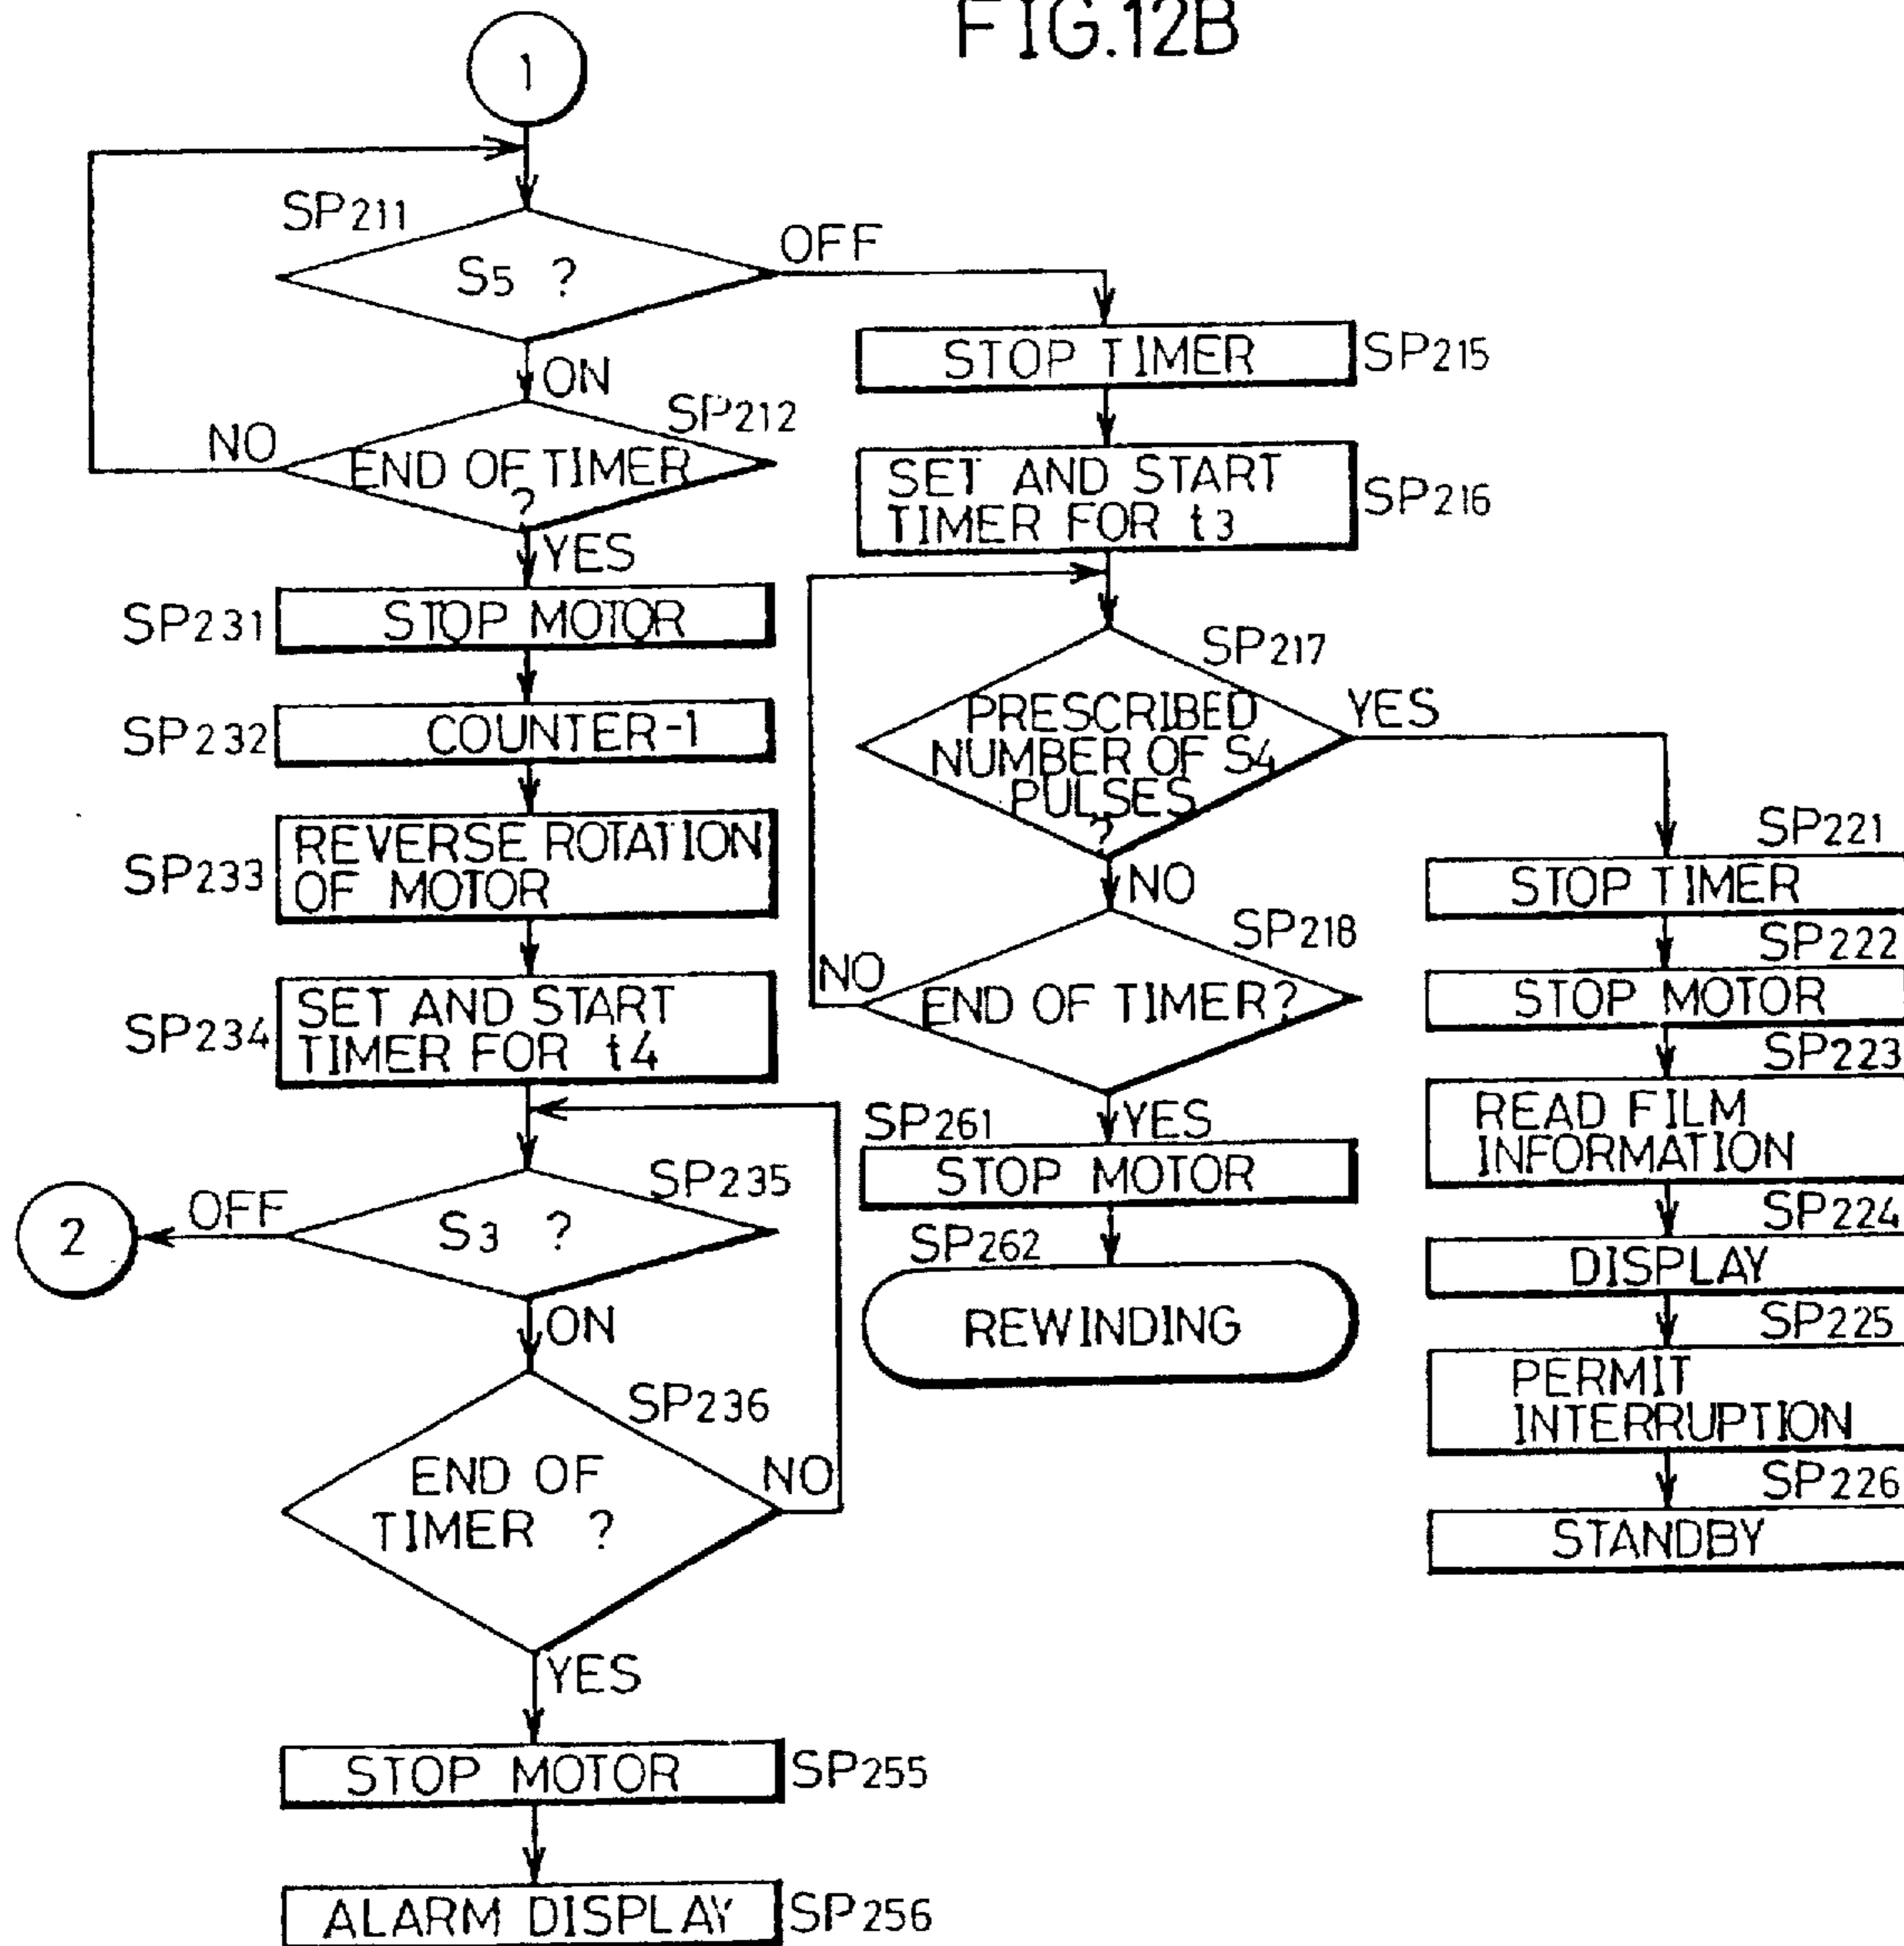 FIG.12B
1
SP211
S5 ?
OFF
ON
SP212
NO
END OF TIMER
?
YES
SP231
STOP MOTOR
SP232
COUNTER-1
SP233
REVERSE ROTATION
OF MOTOR
SP234
SET AND START
TIMER FOR t4
SP235
S3 ?
OFF
2
ON
SP236
END OF
TIMER ?
NO
YES
STOP MOTOR
SP255
ALARM DISPLAY
SP256
STOP TIMER
SP215
SET AND START
TIMER FOR t3
SP216
SP217
PRESCRIBED
NUMBER OF S4
PULSES
?
YES
NO
SP218
NO
END OF TIMER?
YES
SP261
STOP MOTOR
SP262
REWINDING
SP221
STOP TIMER
SP222
STOP MOTOR
SP223
READ FILM
INFORMATION
SP224
DISPLAY
SP225
PERMIT
INTERRUPTION
SP226
STANDBY